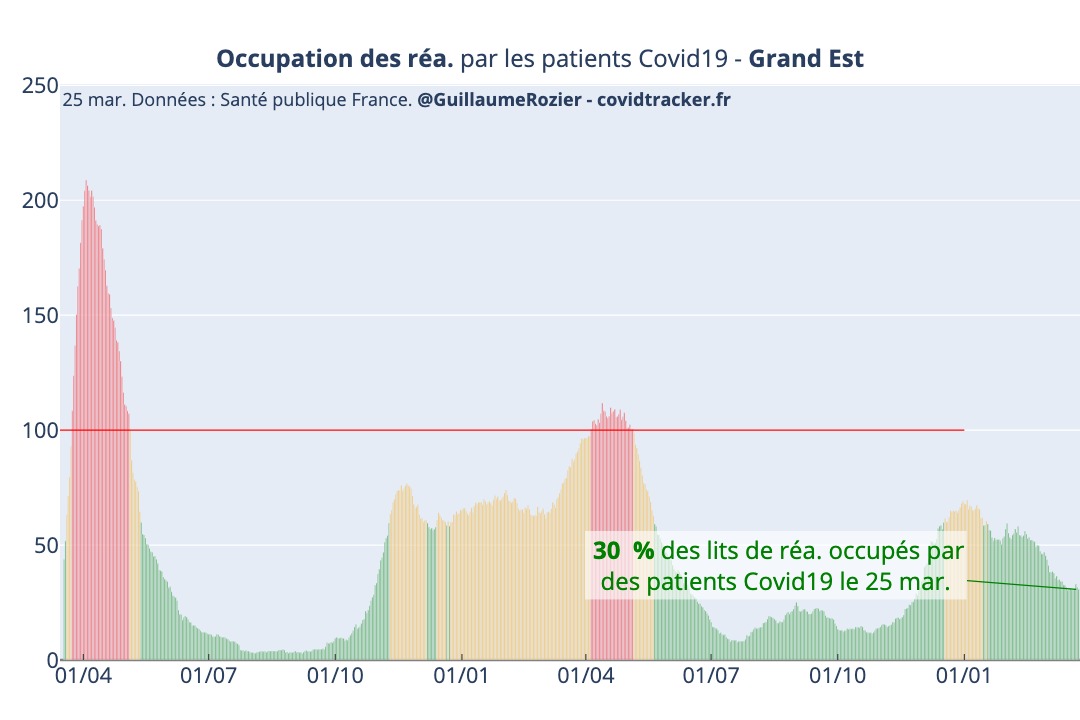 Occupation des réa. par les patients Covid19 - Grand Est
250
25 mar. Données : Santé publique France. @GuillaumeRozier - covidtracker.fr
200
150
100
50
30 % des lits de réa. occupés par
des patients Covid19 le 25 mar.
0
01/04 01/07 01/10 01/01 01/04 01/07 01/10 01/01